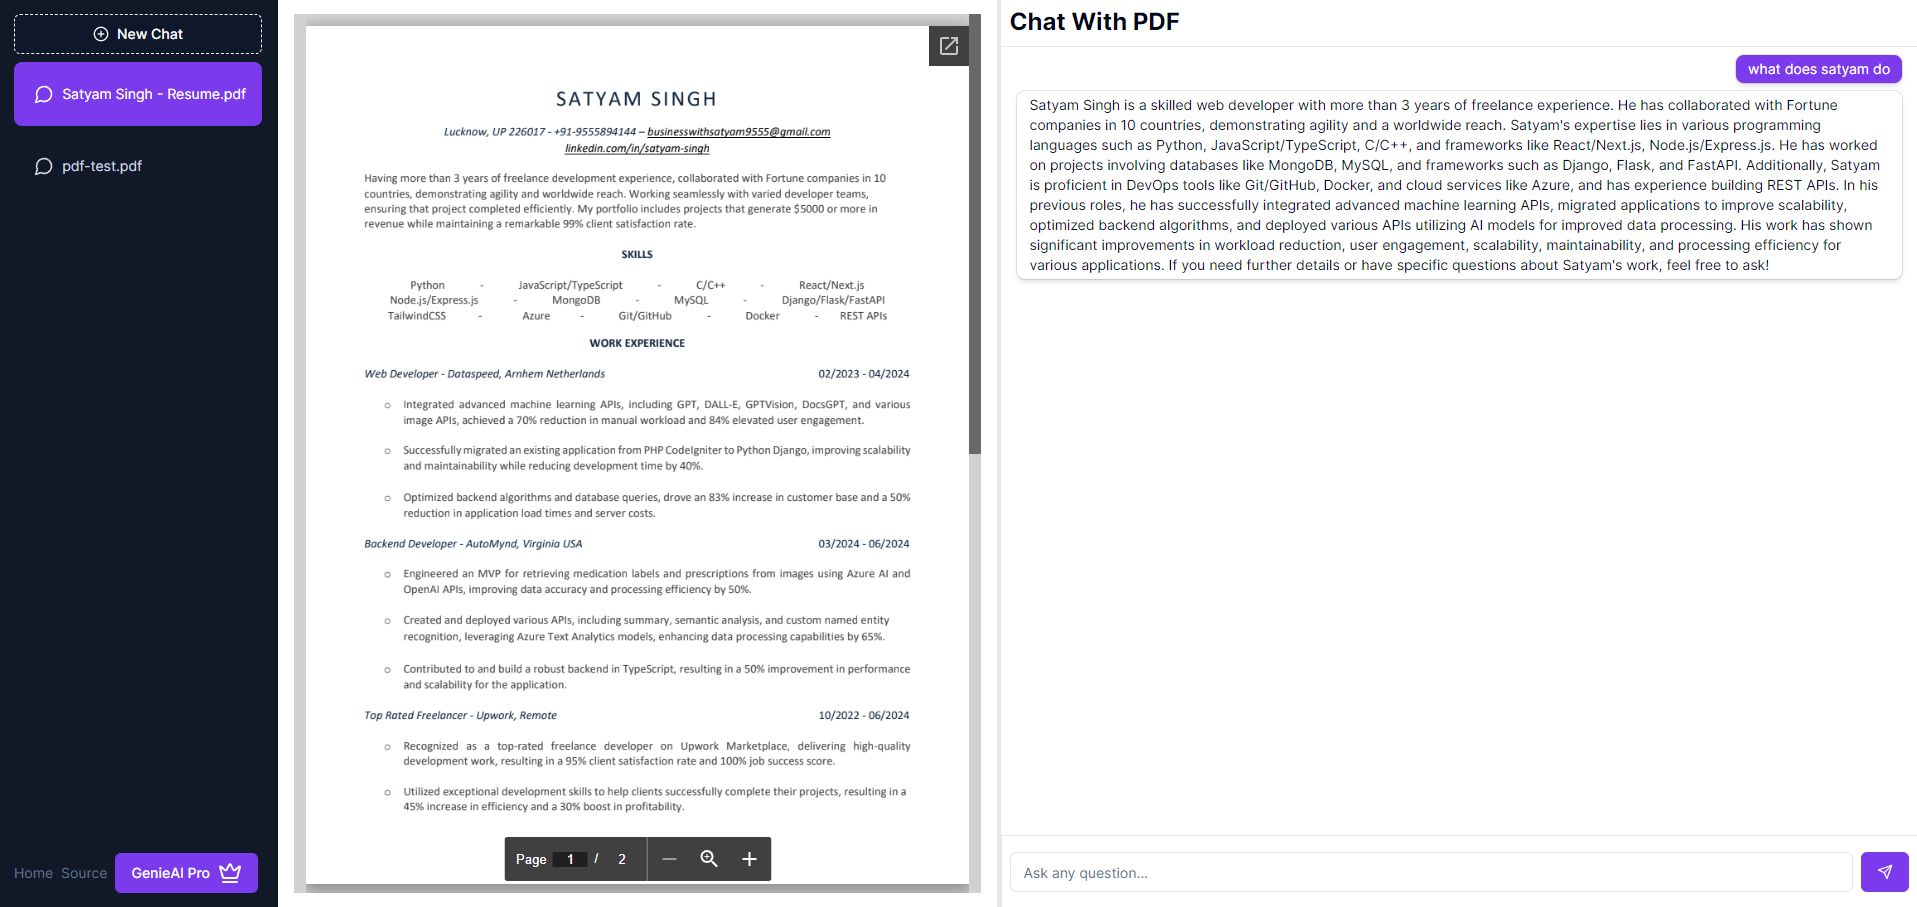 New Chat
Satyam Singh - Resume.pdf
pdf-test.pdf
Home Source GenieAI Pro
SATYAM SINGH
Lucknow, UP 226017 - +91-9555894144 – businesswithsatyam9555@gmail.com
linkedin.com/in/satyam-singh
Having more than 3 years of freelance development experience, collaborated with Fortune companies in 10
countries, demonstrating agility and worldwide reach. Working seamlessly with varied developer teams,
ensuring that project completed efficiently. My portfolio includes projects that generate $5000 or more in
revenue while maintaining a remarkable 99% client satisfaction rate.
SKILLS
Python - JavaScript/TypeScript - C/C++ - React/Next.js
Node.js/Express.js - MongoDB - MySQL - Django/Flask/FastAPI
TailwindCSS - Azure - Git/GitHub - Docker - REST APIs
WORK EXPERIENCE
Web Developer - Dataspeed, Arnhem Netherlands 02/2023 - 04/2024
o Integrated advanced machine learning APIs, including GPT, DALL-E, GPTVision, DocsGPT, and various
image APIs, achieved a 70% reduction in manual workload and 84% elevated user engagement.
o Successfully migrated an existing application from PHP CodeIgniter to Python Django, improving scalability
and maintainability while reducing development time by 40%.
o Optimized backend algorithms and database queries, drove an 83% increase in customer base and a 50%
reduction in application load times and server costs.
Backend Developer - AutoMynd, Virginia USA 03/2024 - 06/2024
o Engineered an MVP for retrieving medication labels and prescriptions from images using Azure AI and
OpenAI APIs, improving data accuracy and processing efficiency by 50%.
o Created and deployed various APIs, including summary, semantic analysis, and custom named entity
recognition, leveraging Azure Text Analytics models, enhancing data processing capabilities by 65%.
o Contributed to and build a robust backend in TypeScript, resulting in a 50% improvement in performance
and scalability for the application.
Top Rated Freelancer - Upwork, Remote 10/2022 - 06/2024
o Recognized as a top-rated freelance developer on Upwork Marketplace, delivering high-quality
development work, resulting in a 95% client satisfaction rate and 100% job success score.
o Utilized exceptional development skills to help clients successfully complete their projects, resulting in a
45% increase in efficiency and a 30% boost in profitability.
Page 1 / 2
Chat With PDF
what does satyam do
Satyam Singh is a skilled web developer with more than 3 years of freelance experience. He has collaborated with Fortune
companies in 10 countries, demonstrating agility and a worldwide reach. Satyam's expertise lies in various programming
languages such as Python, JavaScript/TypeScript, C/C++, and frameworks like React/Next.js, Node.js/Express.js. He has worked
on projects involving databases like MongoDB, MySQL, and frameworks such as Django, Flask, and FastAPI. Additionally, Satyam
is proficient in DevOps tools like Git/GitHub, Docker, and cloud services like Azure, and has experience building REST APIs. In his
previous roles, he has successfully integrated advanced machine learning APIs, migrated applications to improve scalability,
optimized backend algorithms, and deployed various APIs utilizing AI models for improved data processing. His work has shown
significant improvements in workload reduction, user engagement, scalability, maintainability, and processing efficiency for
various applications. If you need further details or have specific questions about Satyam's work, feel free to ask!
Ask any question...